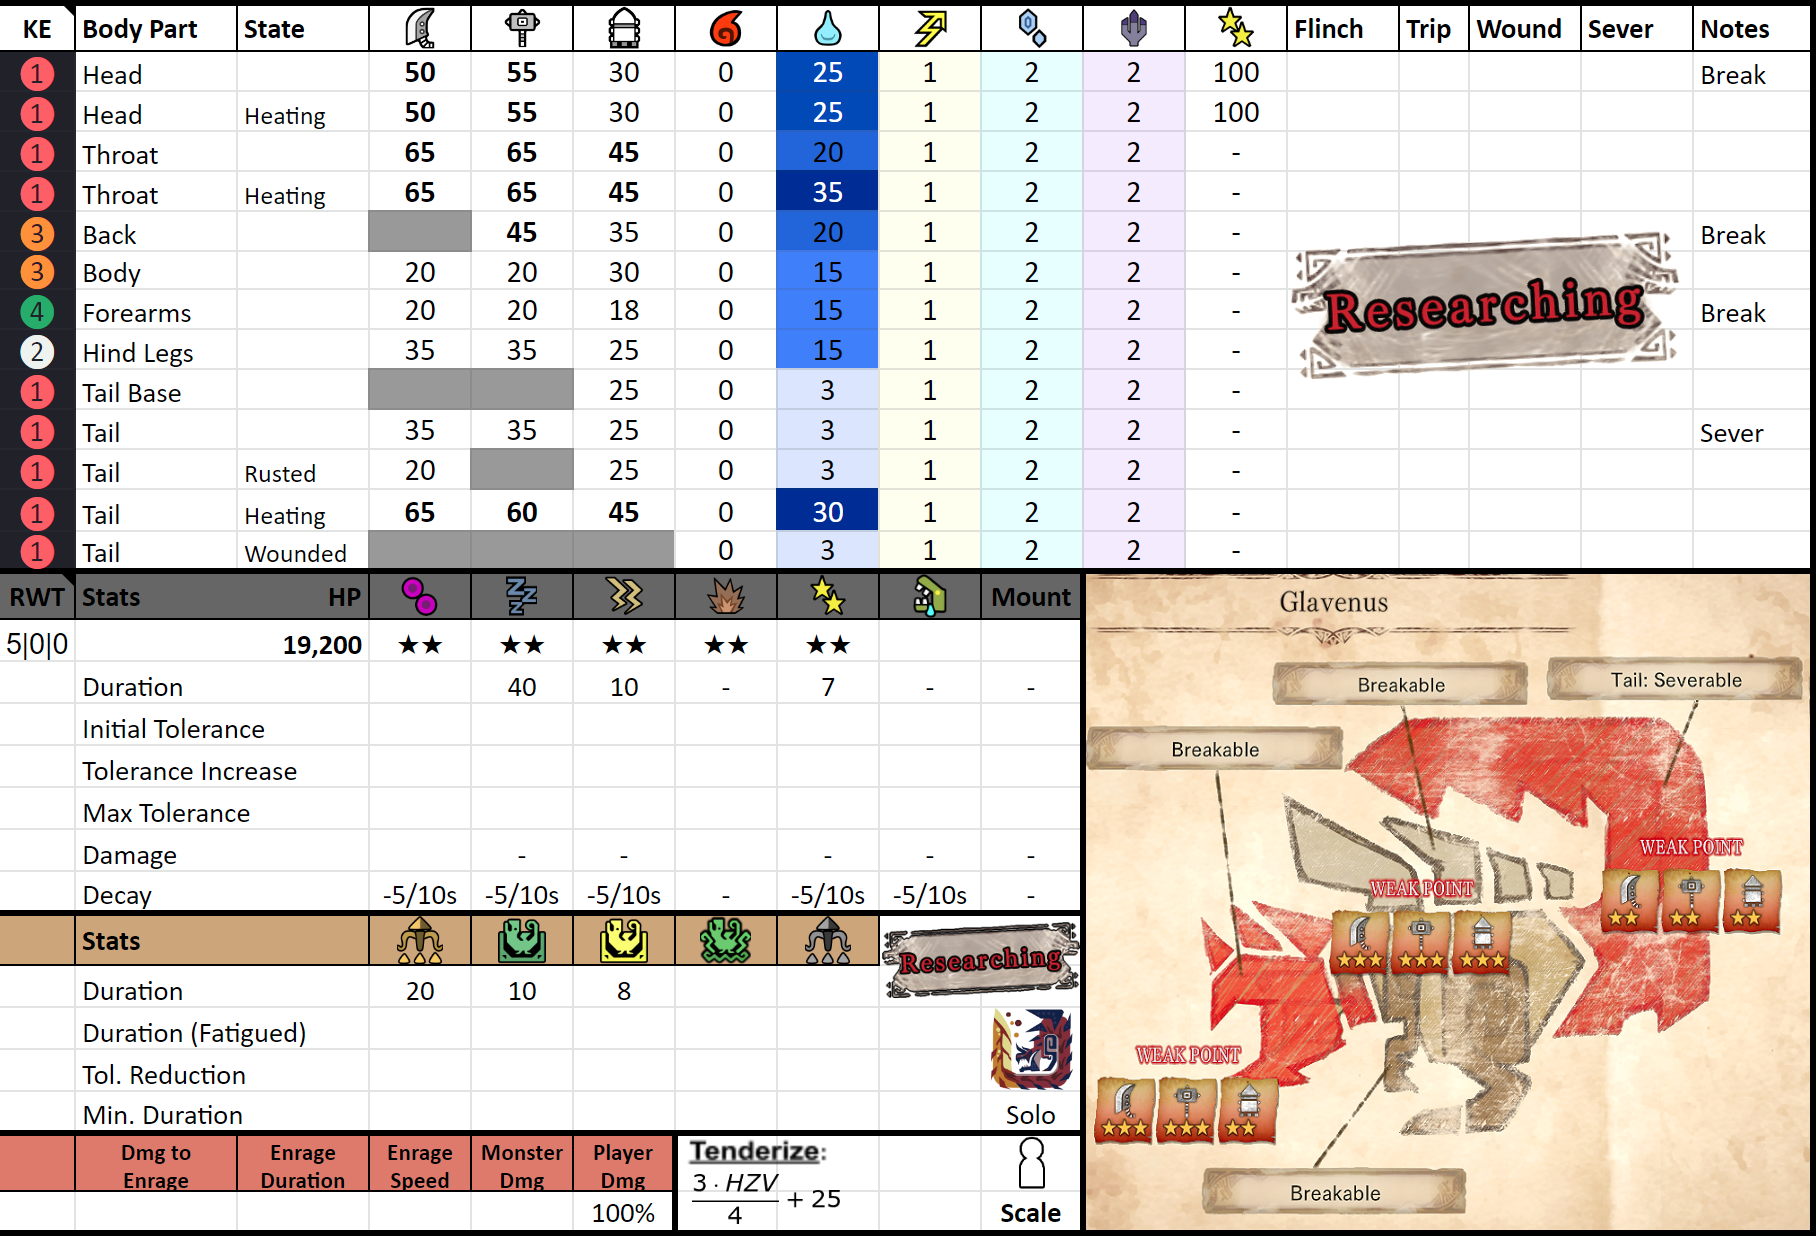 KE Body Part State Flinch Trip Wound Sever Notes
1 Head 50 55 30 0 25 1 2 2 100 Break
1 Head Heating 50 55 30 0 25 1 2 2 100
1 Throat 65 65 45 0 20 1 2 2 -
1 Throat Heating 65 65 45 0 35 1 2 2 -
3 Back 45 35 0 20 1 2 2 - Break
3 Body 20 20 30 0 15 1 2 2 -
4 Forearms 20 20 18 0 15 1 2 2 - Break
2 Hind Legs 35 35 25 0 15 1 2 2 -
1 Tail Base 25 0 3 1 2 2 -
1 Tail 35 35 25 0 3 1 2 2 - Sever
1 Tail Rusted 20 25 0 3 1 2 2 -
1 Tail Heating 65 60 45 0 30 1 2 2 -
1 Tail Wounded 0 3 1 2 2 -
Researching
RWT Stats HP Mount
5|0|0 19,200 ★★ ★★ ★★ ★★ ★★
Duration 40 10 - 7 - -
Initial Tolerance
Tolerance Increase
Max Tolerance
Damage - - - - -
Decay -5/10s -5/10s -5/10s - -5/10s -5/10s -
Stats
Researching
Duration 20 10 8
Duration (Fatigued)
Tol. Reduction
Min. Duration
Solo
Dmg to Enrage
Enrage Duration
Enrage Speed
Monster Dmg
Player Dmg
100%
Tenderize:
3 · HZV
4
+ 25
Scale
Glavenus
Breakable
Tail: Severable
Breakable
WEAK POINT
WEAK POINT
WEAK POINT
Breakable